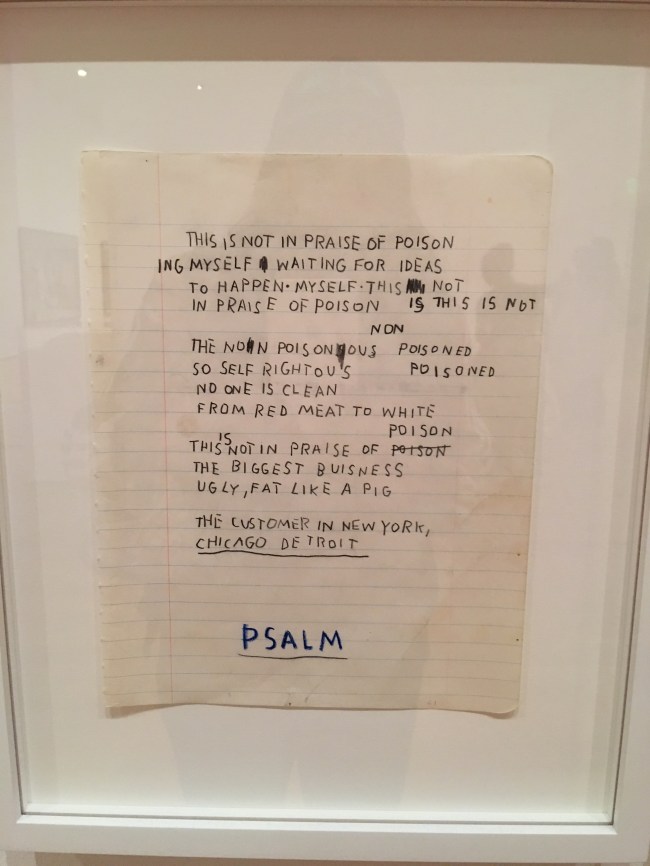 THIS IS NOT IN PRAISE OF POISON
ING MYSELF WAITING FOR IDEAS
TO HAPPEN • MYSELF • THIS NOT
IN PRAISE OF POISON IS THIS IS NOT
NON
THE NON POISONOUS POISONED
SO SELF RIGHTOUS POISONED
NO ONE IS CLEAN
FROM RED MEAT TO WHITE
POISON
THIS IS NOT IN PRAISE OF POISON
THE BIGGEST BUISNESS
UGLY, FAT LIKE A PIG
THE CUSTOMER IN NEW YORK,
CHICAGO DETROIT
PSALM